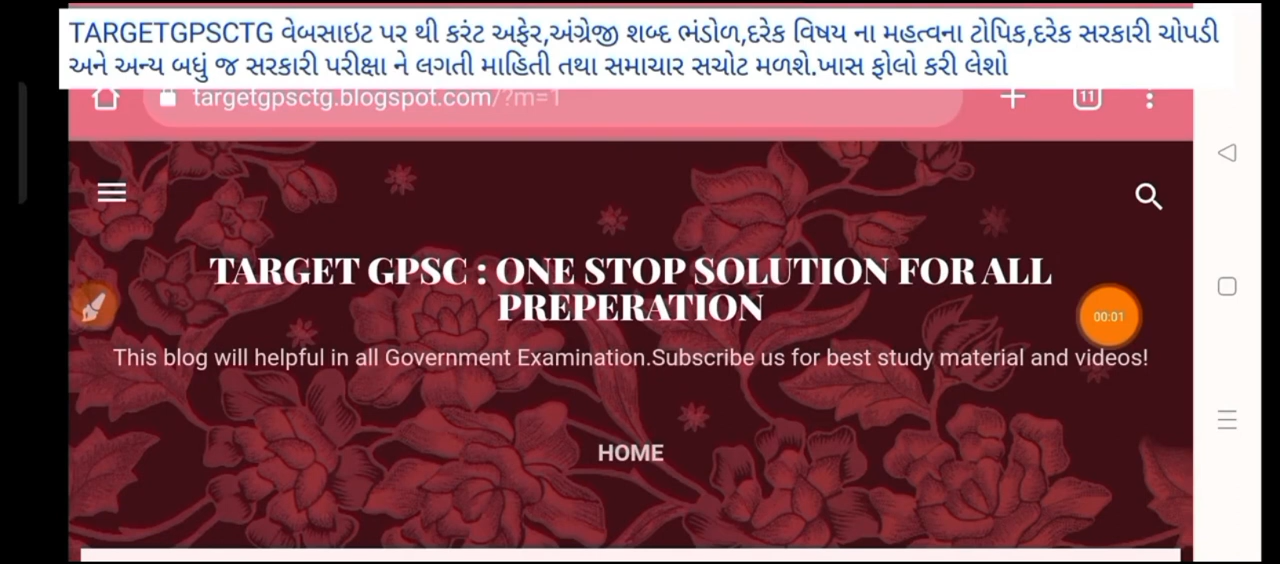 TARGETGPSCTG વેબસાઇટ પર થી કરંટ અફેર,અંગ્રેજી શબ્દ ભંડોળ,દરેક વિષય ના મહત્વના ટોપિક,દરેક સરકારી ચોપડી
અને અન્ય બધું જ સરકારી પરીક્ષા ને લગતી માહિતી તથા સમાચાર સચોટ મળશે.ખાસ ફોલો કરી લેશો
targetgpsctg.blogspot.com/?m=1
11
TARGET GPSC : ONE STOP SOLUTION FOR ALL
PREPERATION
00:01
This blog will helpful in all Government Examination.Subscribe us for best study material and videos!
HOME